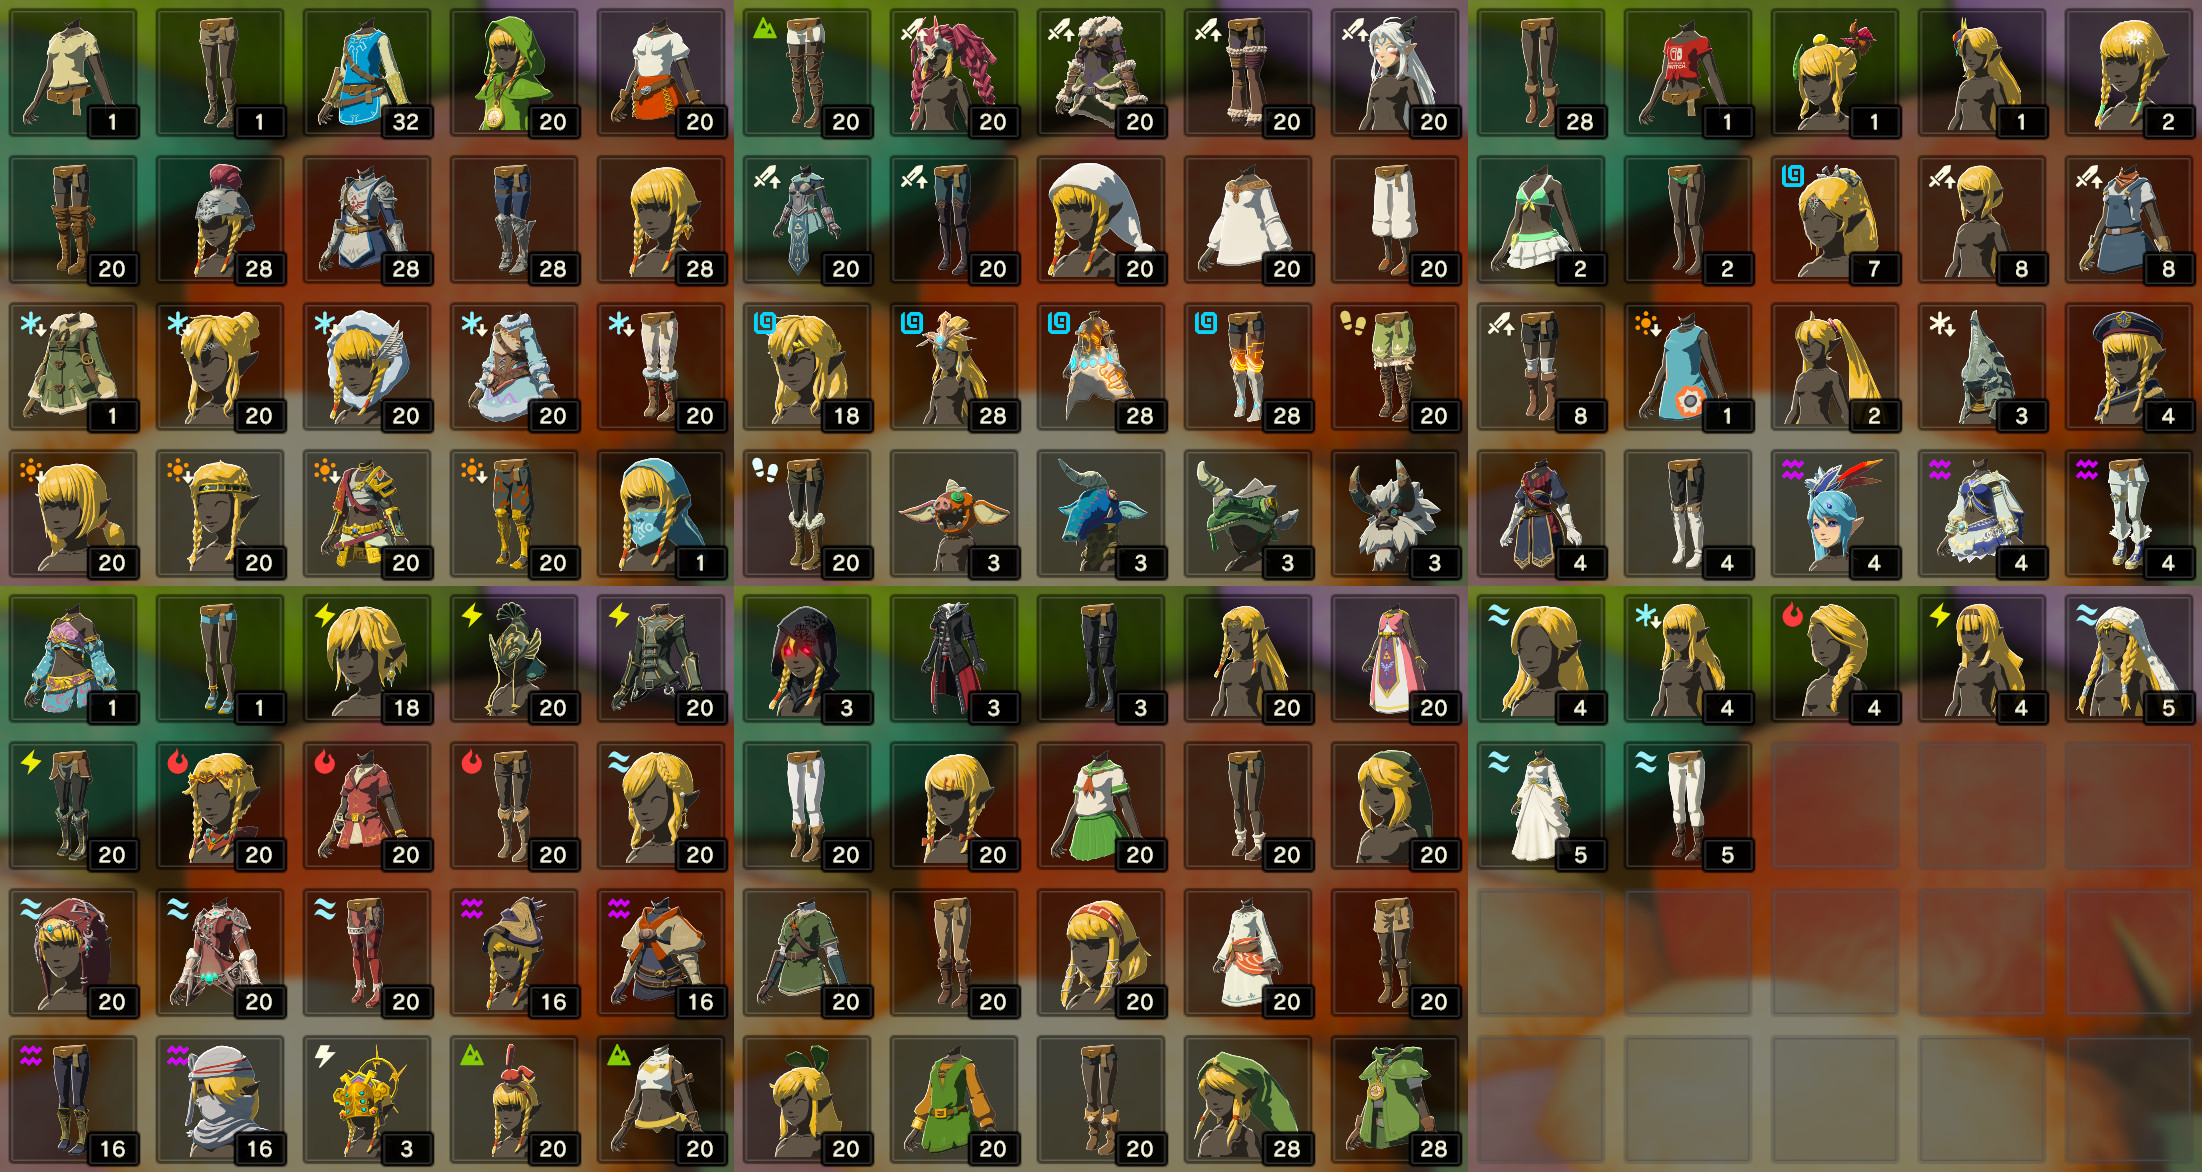 1 1 32 20 20
20 28 28 28 28
1 20 20 20 20
20 20 20 20 1
20 20 20 20 20
20 20 20 20 20
18 28 28 28 20
20 3 3 3 3
28 1 1 1 2
2 2 7 8 8
8 1 2 3 4
4 4 4 4 4
1 1 18 20 20
20 20 20 20 20
20 20 20 16 16
16 16 3 20 20
3 3 3 20 20
20 20 20 20 20
20 20 20 20 20
20 20 20 28 28
4 4 4 4 5
5 5